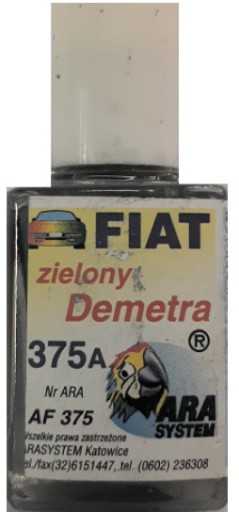 FIAT
zielony
Demetra
375A
®
Nr ARA
AF 375
ARA
SYSTEM
Wszelkie prawa zastrzeżone
ARASYSTEM Katowice
tel./fax(32)6151447, tel. (0602) 236308